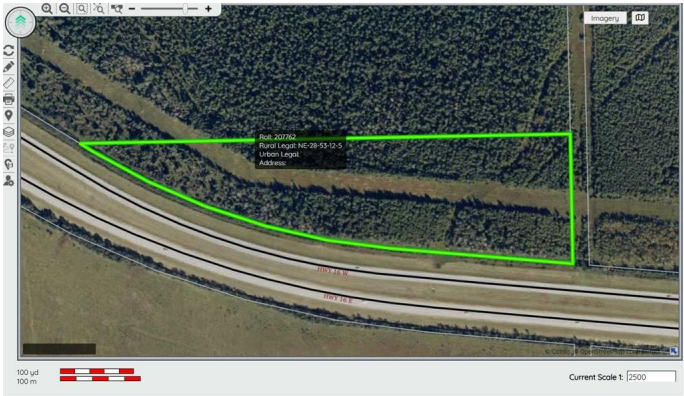 Imagery
Roll: 207762
Rural Legal: NE-28-53-12-5
Urban Legal:
Address:
HWY 16 W
HWY 16 E
100 yd
100 m
Current Scale 1: 2500